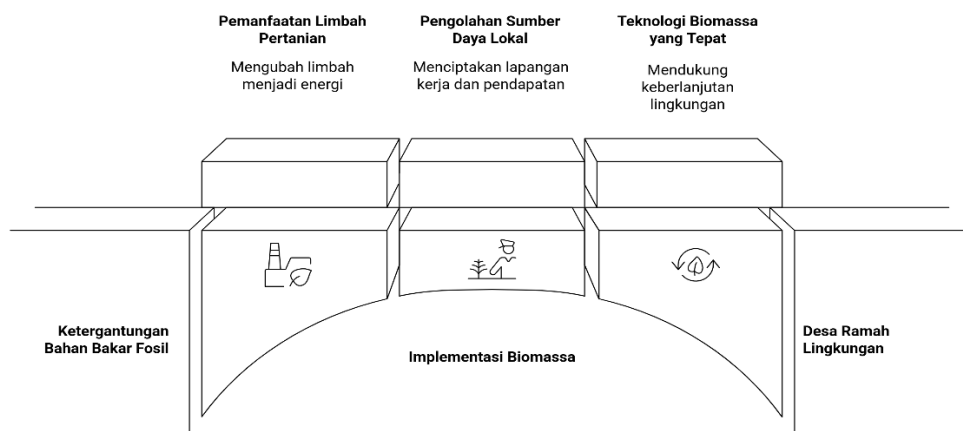 Pemanfaatan Limbah
Pertanian
Mengubah limbah
menjadi energi
Pengolahan Sumber
Daya Lokal
Menciptakan lapangan
kerja dan pendapatan
Teknologi Biomassa
yang Tepat
Mendukung
keberlanjutan
lingkungan
Ketergantungan
Bahan Bakar Fosil
Implementasi Biomassa
Desa Ramah
Lingkungan